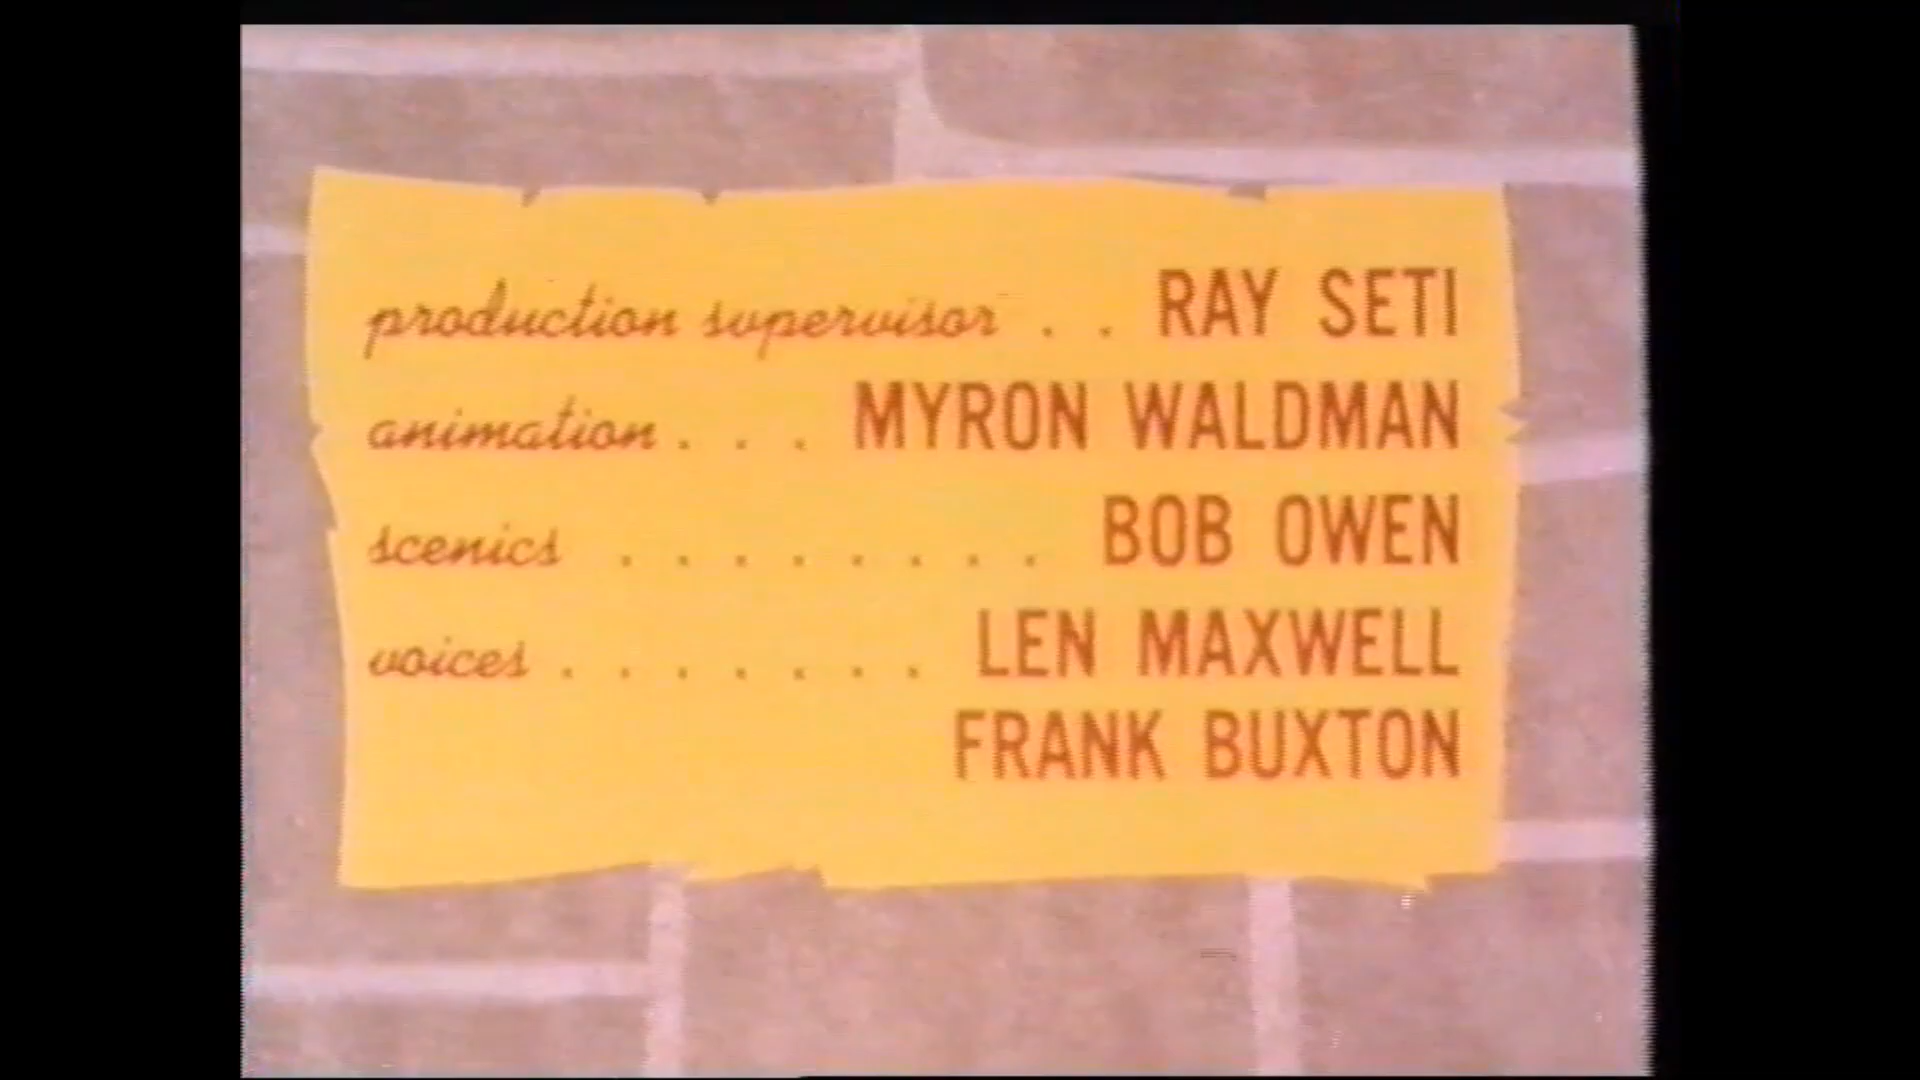 production supervisor . . RAY SETI
animation . . . MYRON WALDMAN
scenics . . . . . . . . BOB OWEN
voices . . . . . . . LEN MAXWELL
FRANK BUXTON